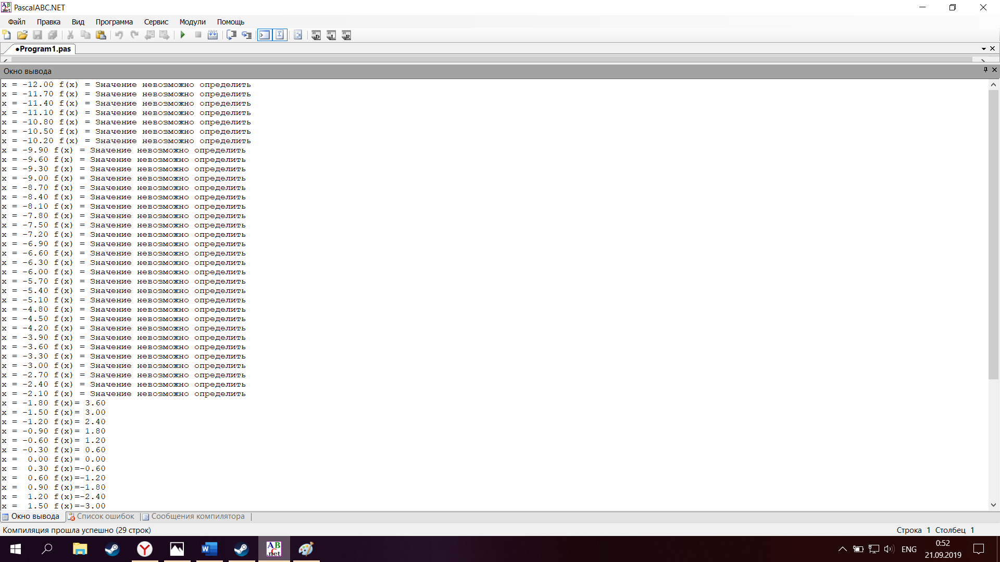 PascalABC.NET
Файл Правка Вид Программа Сервис Модули Помощь
●Program1.pas
Окно вывода
x = -12.00 f(x) = Значение невозможно определить
x = -11.70 f(x) = Значение невозможно определить
x = -11.40 f(x) = Значение невозможно определить
x = -11.10 f(x) = Значение невозможно определить
x = -10.80 f(x) = Значение невозможно определить
x = -10.50 f(x) = Значение невозможно определить
x = -10.20 f(x) = Значение невозможно определить
x = -9.90 f(x) = Значение невозможно определить
x = -9.60 f(x) = Значение невозможно определить
x = -9.30 f(x) = Значение невозможно определить
x = -9.00 f(x) = Значение невозможно определить
x = -8.70 f(x) = Значение невозможно определить
x = -8.40 f(x) = Значение невозможно определить
x = -8.10 f(x) = Значение невозможно определить
x = -7.80 f(x) = Значение невозможно определить
x = -7.50 f(x) = Значение невозможно определить
x = -7.20 f(x) = Значение невозможно определить
x = -6.90 f(x) = Значение невозможно определить
x = -6.60 f(x) = Значение невозможно определить
x = -6.30 f(x) = Значение невозможно определить
x = -6.00 f(x) = Значение невозможно определить
x = -5.70 f(x) = Значение невозможно определить
x = -5.40 f(x) = Значение невозможно определить
x = -5.10 f(x) = Значение невозможно определить
x = -4.80 f(x) = Значение невозможно определить
x = -4.50 f(x) = Значение невозможно определить
x = -4.20 f(x) = Значение невозможно определить
x = -3.90 f(x) = Значение невозможно определить
x = -3.60 f(x) = Значение невозможно определить
x = -3.30 f(x) = Значение невозможно определить
x = -3.00 f(x) = Значение невозможно определить
x = -2.70 f(x) = Значение невозможно определить
x = -2.40 f(x) = Значение невозможно определить
x = -2.10 f(x) = Значение невозможно определить
x = -1.80 f(x)= 3.60
x = -1.50 f(x)= 3.00
x = -1.20 f(x)= 2.40
x = -0.90 f(x)= 1.80
x = -0.60 f(x)= 1.20
x = -0.30 f(x)= 0.60
x =  0.00 f(x)= 0.00
x =  0.30 f(x)=-0.60
x =  0.60 f(x)=-1.20
x =  0.90 f(x)=-1.80
x =  1.20 f(x)=-2.40
x =  1.50 f(x)=-3.00
Окно вывода Список ошибок Сообщения компилятора
Компиляция прошла успешно (29 строк) Строка 1 Столбец 1
ENG
0:52
21.09.2019